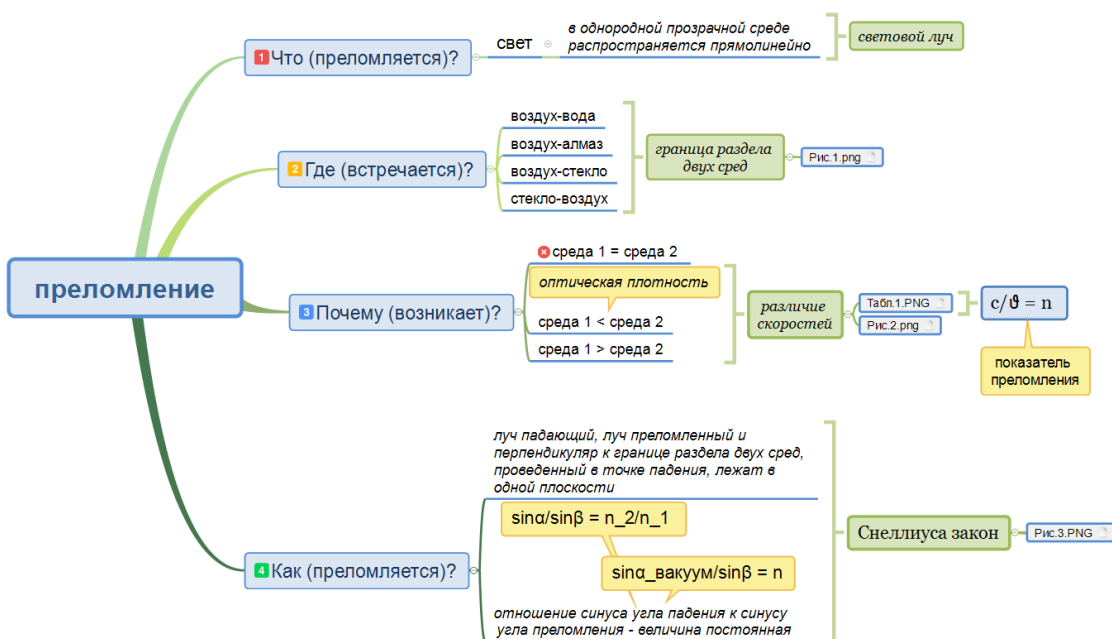 преломление
1 Что (преломляется)?
свет
в однородной прозрачной среде
распространяется прямолинейно
световой луч
2 Где (встречается)?
воздух-вода
воздух-алмаз
воздух-стекло
стекло-воздух
граница раздела
двух сред
Рис.1.png
3 Почему (возникает)?
среда 1 = среда 2
оптическая плотность
среда 1 < среда 2
среда 1 > среда 2
различие
скоростей
Табл.1.PNG
Рис.2.png
c/ϑ = n
показатель
преломления
4 Как (преломляется)?
луч падающий, луч преломленный и
перпендикуляр к границе раздела двух сред,
проведенный в точке падения, лежат в
одной плоскости
sinα/sinβ = n_2/n_1
sinα_вакуум/sinβ = n
отношение синуса угла падения к синусу
угла преломления - величина постоянная
Снеллиуса закон
Рис.3.PNG